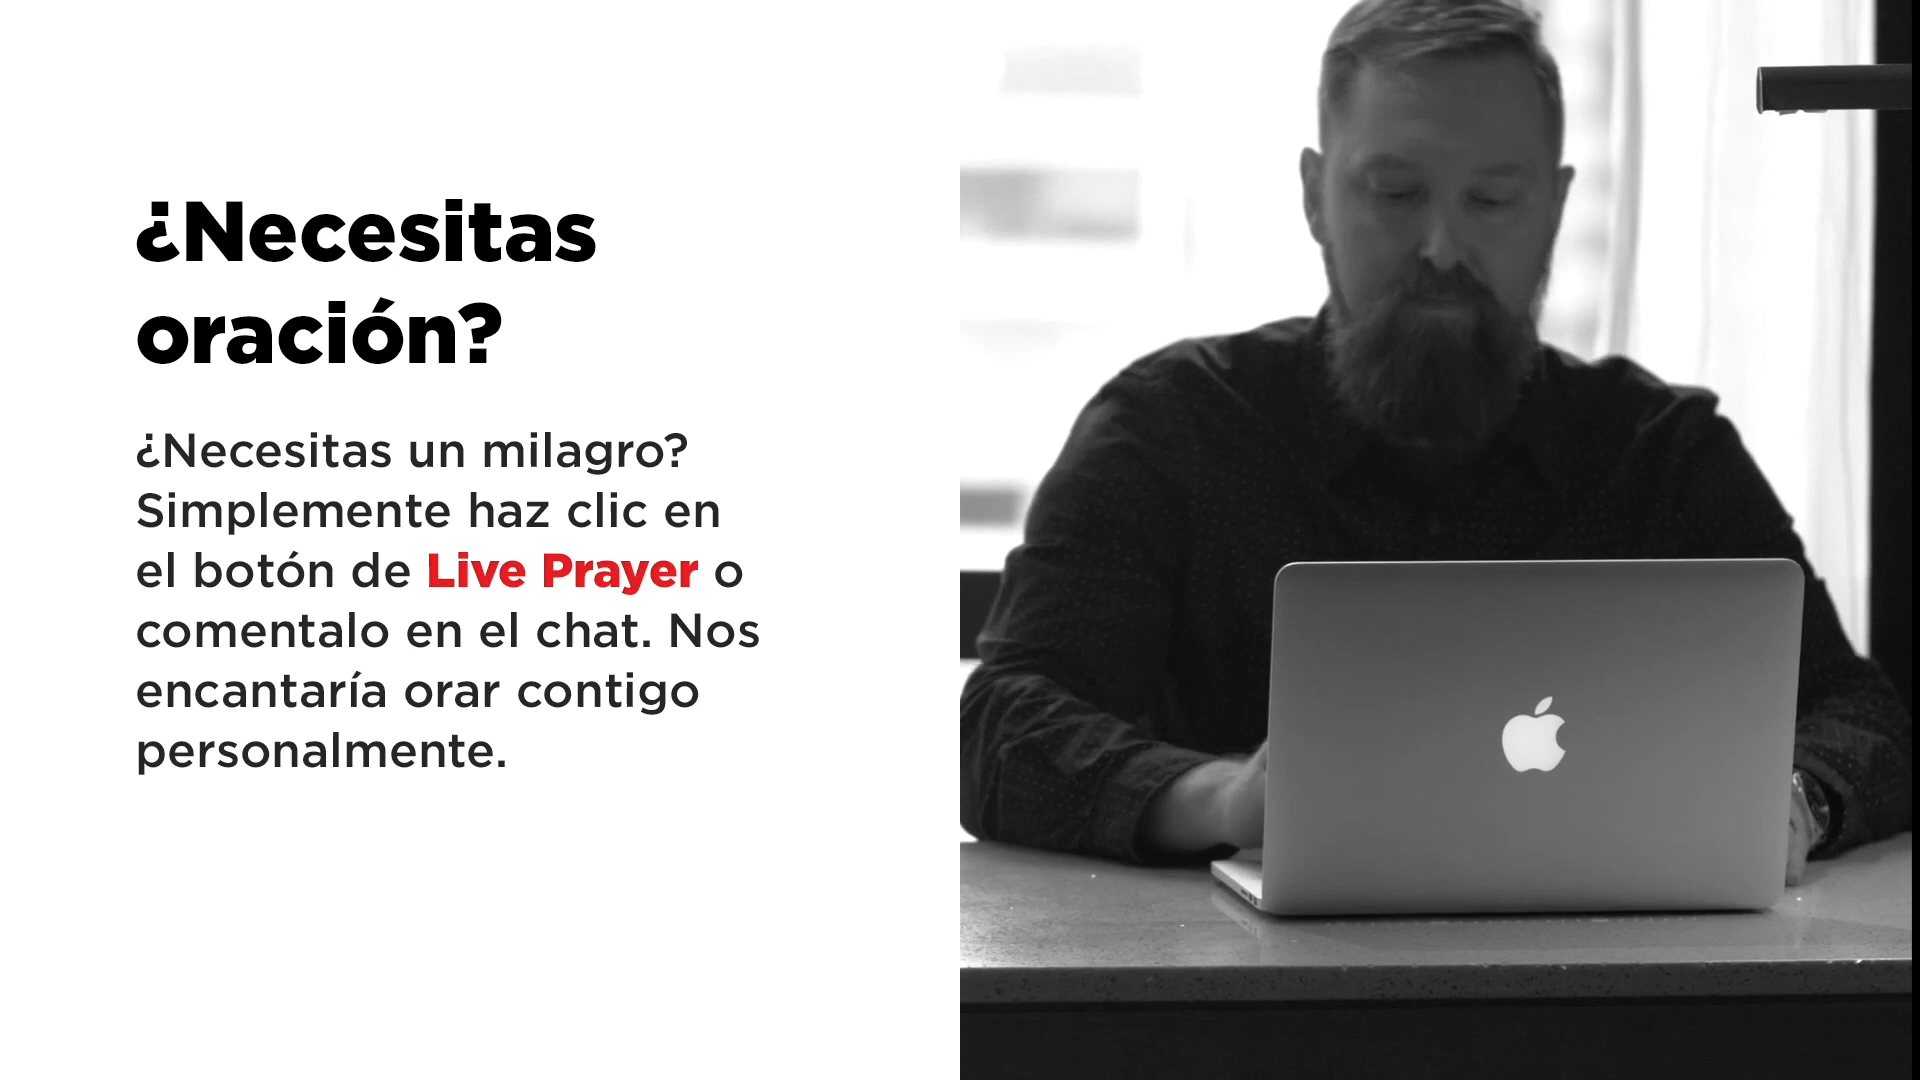 ¿Necesitas
oración?
¿Necesitas un milagro?
Simplemente haz clic en
el botón de Live Prayer o
comentalo en el chat. Nos
encantaría orar contigo
personalmente.